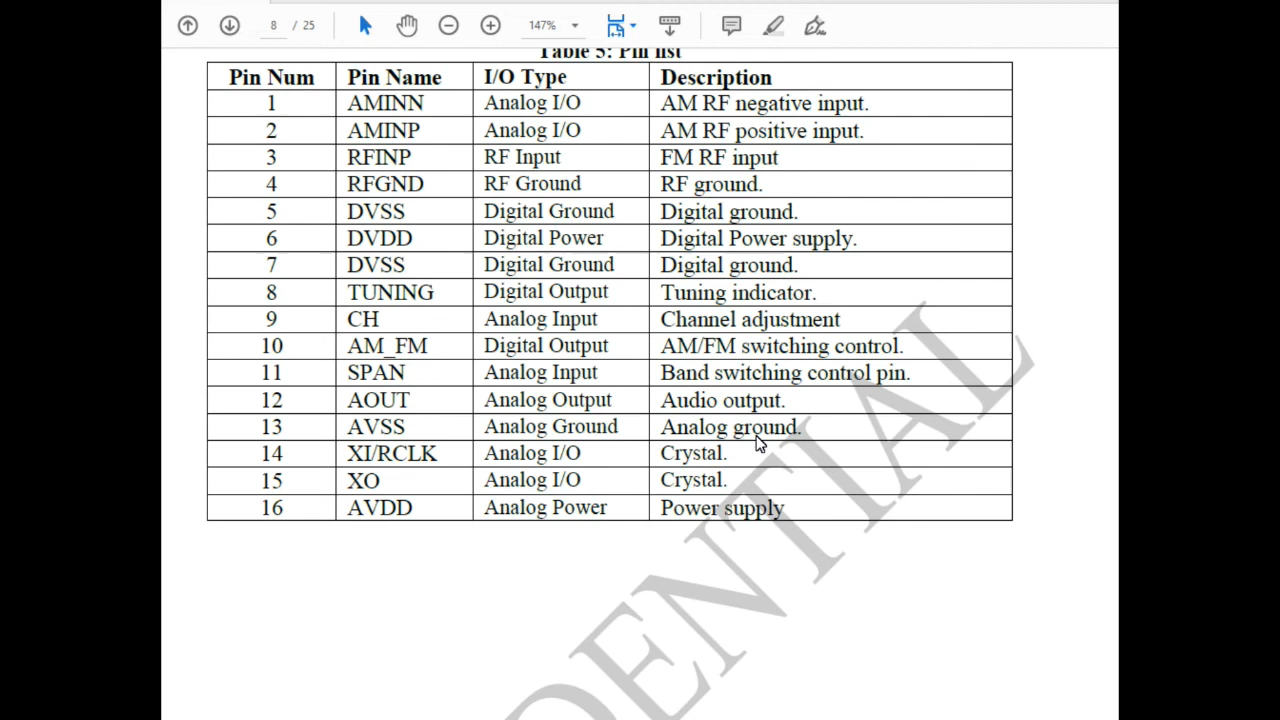 8 / 25 147%
Table 5: Pin list
Pin Num Pin Name I/O Type Description
1 AMINN Analog I/O AM RF negative input.
2 AMINP Analog I/O AM RF positive input.
3 RFINP RF Input FM RF input
4 RFGND RF Ground RF ground.
5 DVSS Digital Ground Digital ground.
6 DVDD Digital Power Digital Power supply.
7 DVSS Digital Ground Digital ground.
8 TUNING Digital Output Tuning indicator.
9 CH Analog Input Channel adjustment
10 AM_FM Digital Output AM/FM switching control.
11 SPAN Analog Input Band switching control pin.
12 AOUT Analog Output Audio output.
13 AVSS Analog Ground Analog ground.
14 XI/RCLK Analog I/O Crystal.
15 XO Analog I/O Crystal.
16 AVDD Analog Power Power supply
DENTIAL